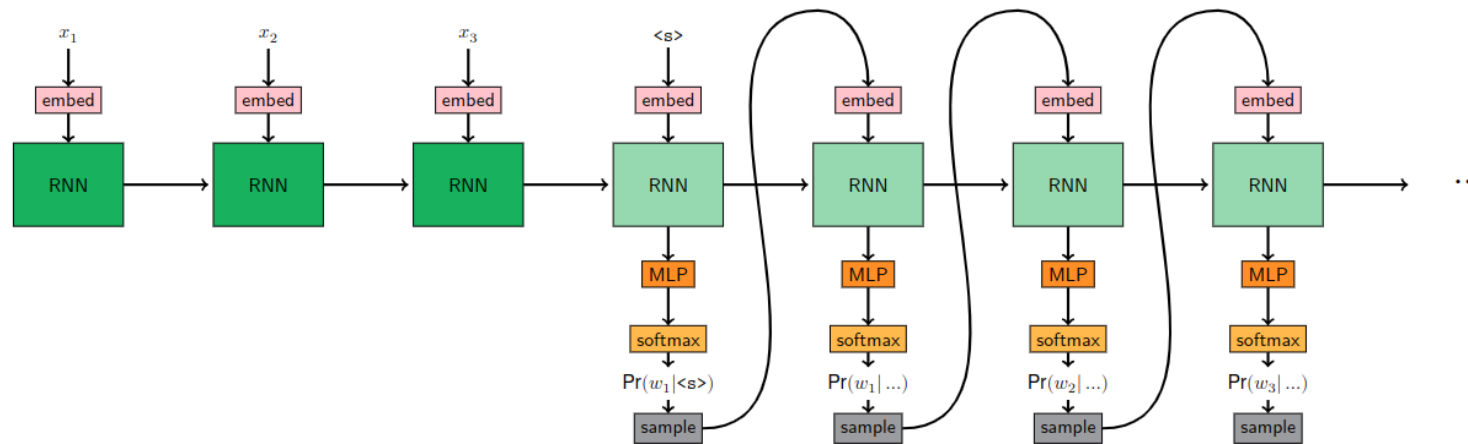 x₁ x₂ x₃ <s>
embed embed embed embed embed embed embed
RNN RNN RNN RNN RNN RNN RNN ..
MLP MLP MLP MLP
softmax softmax softmax softmax
Pr(w₁|<s>) Pr(w₁| ...) Pr(w₂| ...) Pr(w₃| ...)
sample sample sample sample